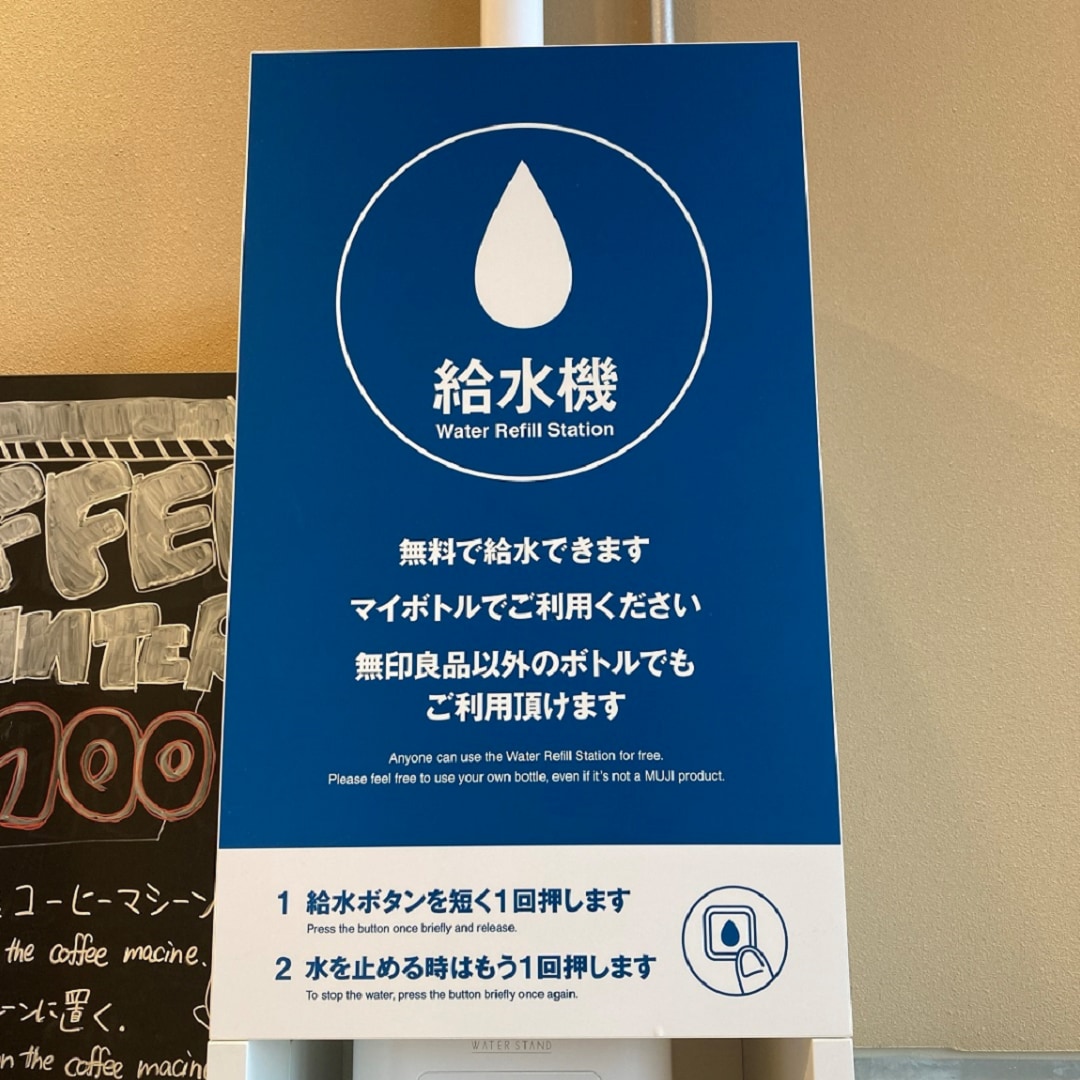 給水機
Water Refill Station
無料で給水できます
マイボトルでご利用ください
無印良品以外のボトルでも
ご利用頂けます
Anyone can use the Water Refill Station for free.
Please feel free to use your own bottle, even if it's not a MUJI product.
1 給水ボタンを短く1回押します
Press the button once briefly and release.
2 水を止める時はもう1回押します
To stop the water, press the button briefly once again.
WATER STAND
100
コーヒーマシーン
the coffee macine.
ーンに置く.
the coffee macin